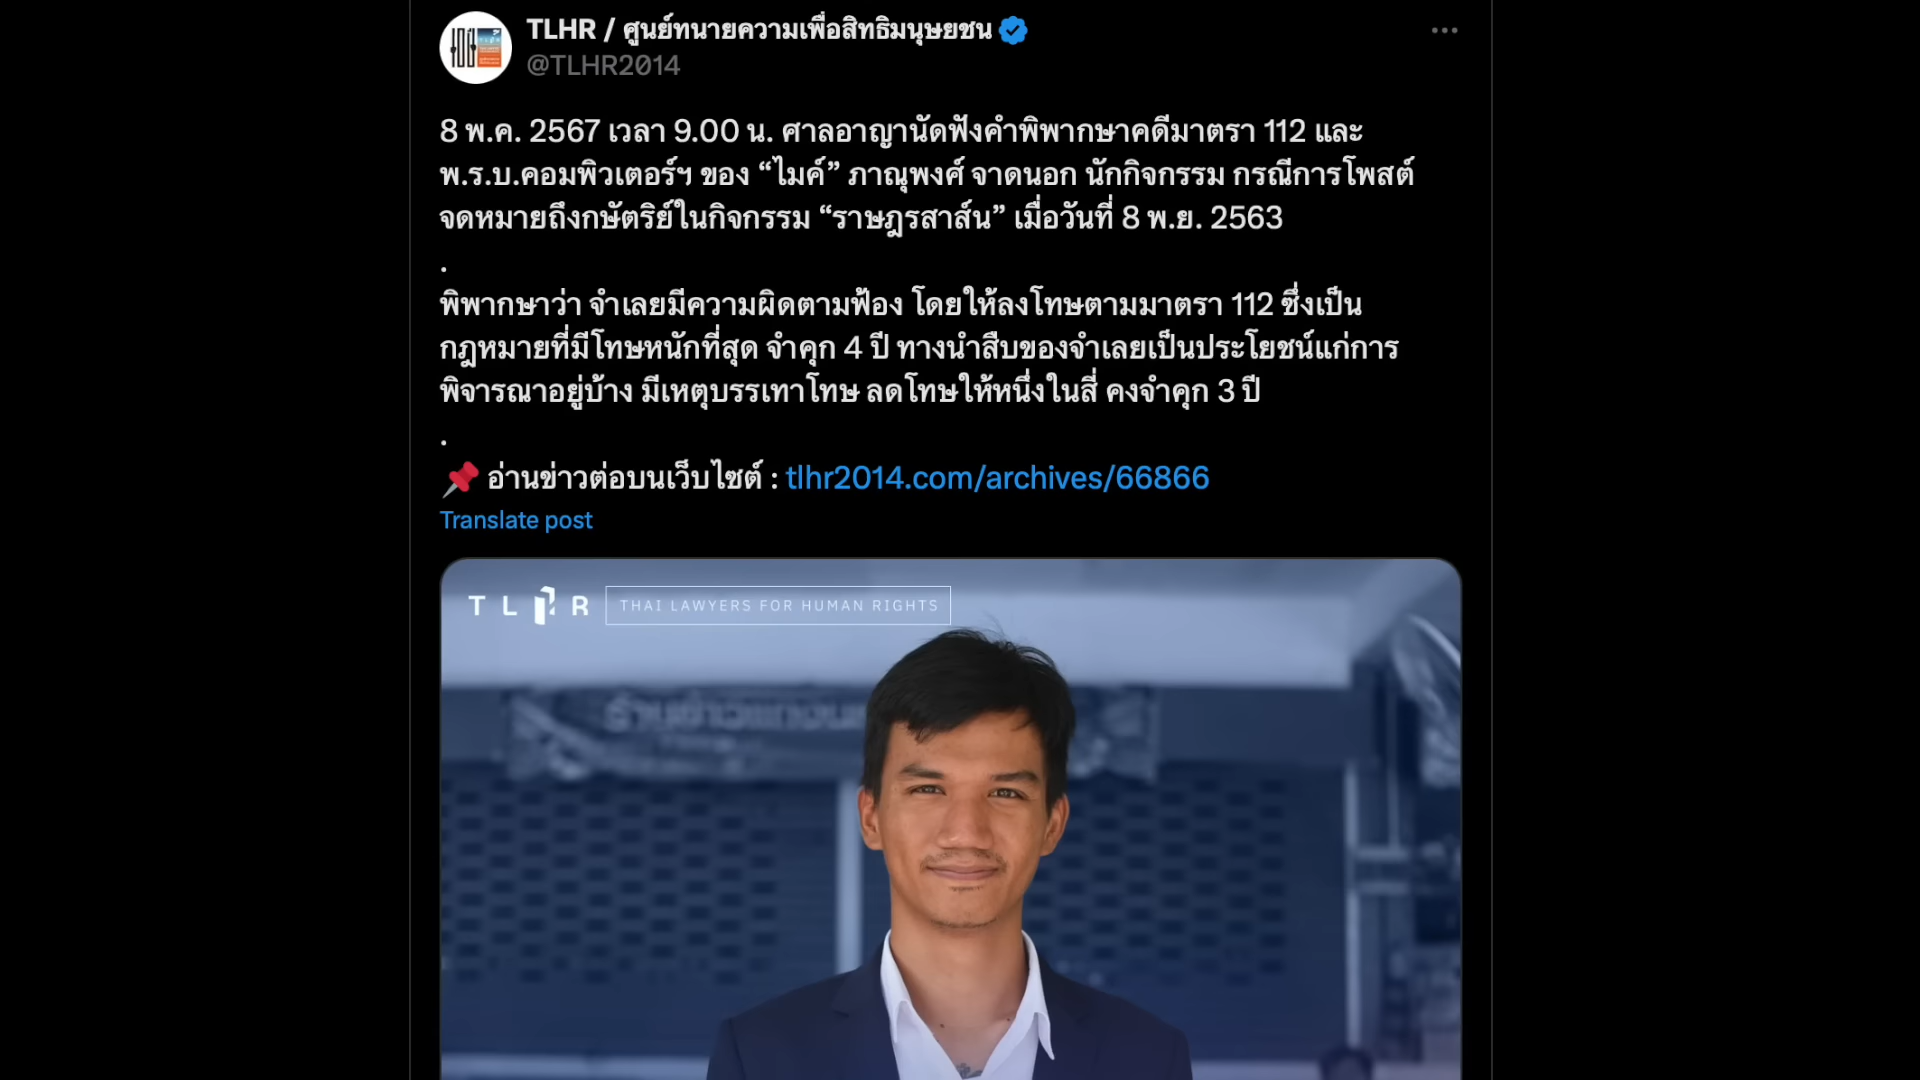 TLHR / ศูนย์ทนายความเพื่อสิทธิมนุษยชน
@TLHR2014
8 พ.ค. 2567 เวลา 9.00 น. ศาลอาญานัดฟังคำพิพากษาคดีมาตรา 112 และ
พ.ร.บ.คอมพิวเตอร์ฯ ของ “ไมค์” ภาณุพงศ์ จาดนอก นักกิจกรรม กรณีการโพสต์
จดหมายถึงกษัตริย์ในกิจกรรม “ราษฎรสาส์น” เมื่อวันที่ 8 พ.ย. 2563
.
พิพากษาว่า จำเลยมีความผิดตามฟ้อง โดยให้ลงโทษตามมาตรา 112 ซึ่งเป็น
กฎหมายที่มีโทษหนักที่สุด จำคุก 4 ปี ทางนำสืบของจำเลยเป็นประโยชน์แก่การ
พิจารณาอยู่บ้าง มีเหตุบรรเทาโทษ ลดโทษให้หนึ่งในสี่ คงจำคุก 3 ปี
.
📌 อ่านข่าวต่อบนเว็บไซต์ : tlhr2014.com/archives/66866
Translate post
TLHR THAI LAWYERS FOR HUMAN RIGHTS